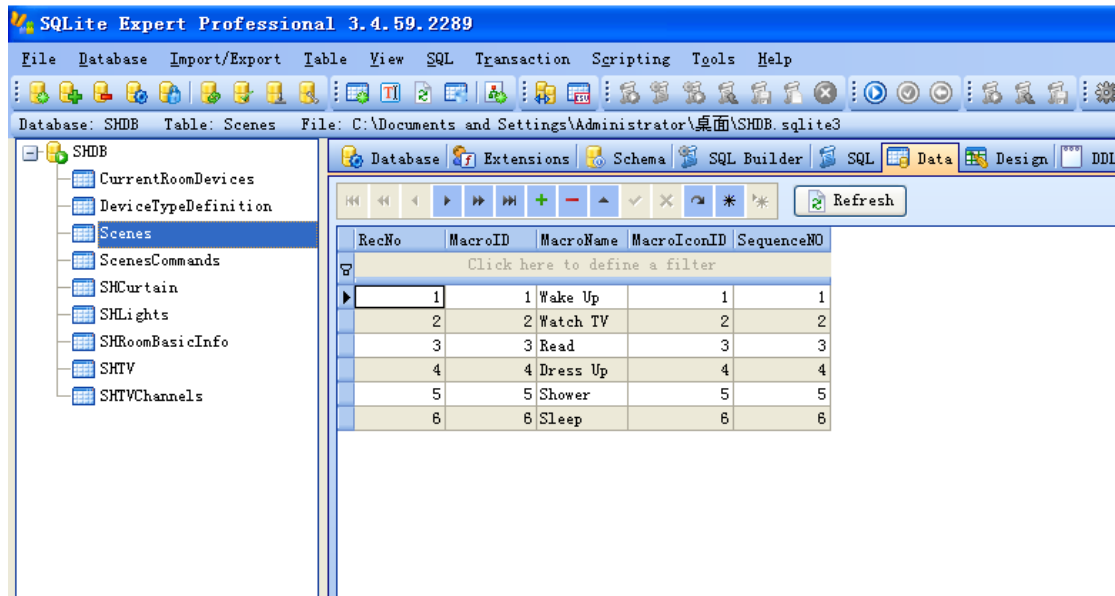 SQLite Expert Professional 3.4.59.2289
File Database Import/Export Table View SQL Transaction Scripting Tools Help
Database: SHDB Table: Scenes File: C:\Documents and Settings\Administrator\桌面\SHDB.sqlite3
SHDB
CurrentRoomDevices
DeviceTypeDefinition
Scenes
ScenesCommands
SHCurtain
SHLights
SHRoomBasicInfo
SHTV
SHTVChannels
Database Extensions Schema SQL Builder SQL Data Design DDL
Refresh
RecNo MacroID MacroName MacroIconID SequenceNO
Click here to define a filter
1 1 Wake Up 1 1
2 2 Watch TV 2 2
3 3 Read 3 3
4 4 Dress Up 4 4
5 5 Shower 5 5
6 6 Sleep 6 6